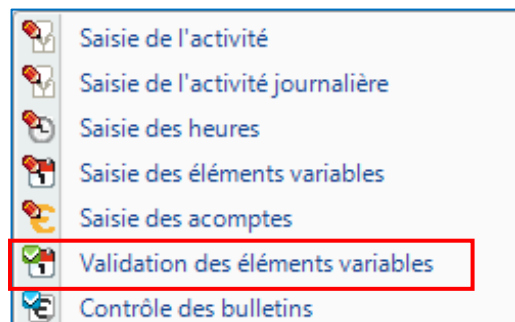 Saisie de l'activité
Saisie de l'activité journalière
Saisie des heures
Saisie des éléments variables
Saisie des acomptes
Validation des éléments variables
Contrôle des bulletins